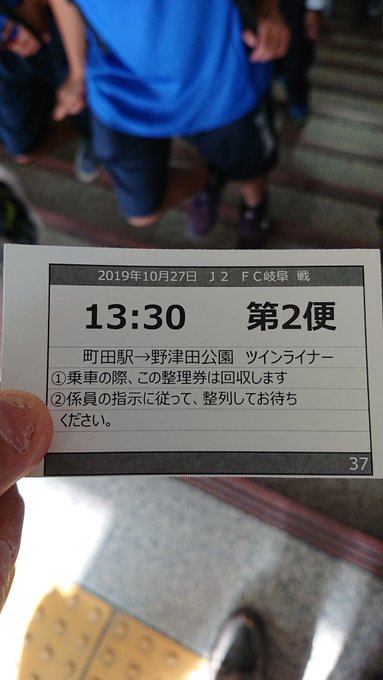 2019年10月27日 J2 FC岐阜 戦
13:30 第2便
町田駅→野津田公園 ツインライナー
①乗車の際、この整理券は回収します
②係員の指示に従って、整列してお待ち
ください。
37